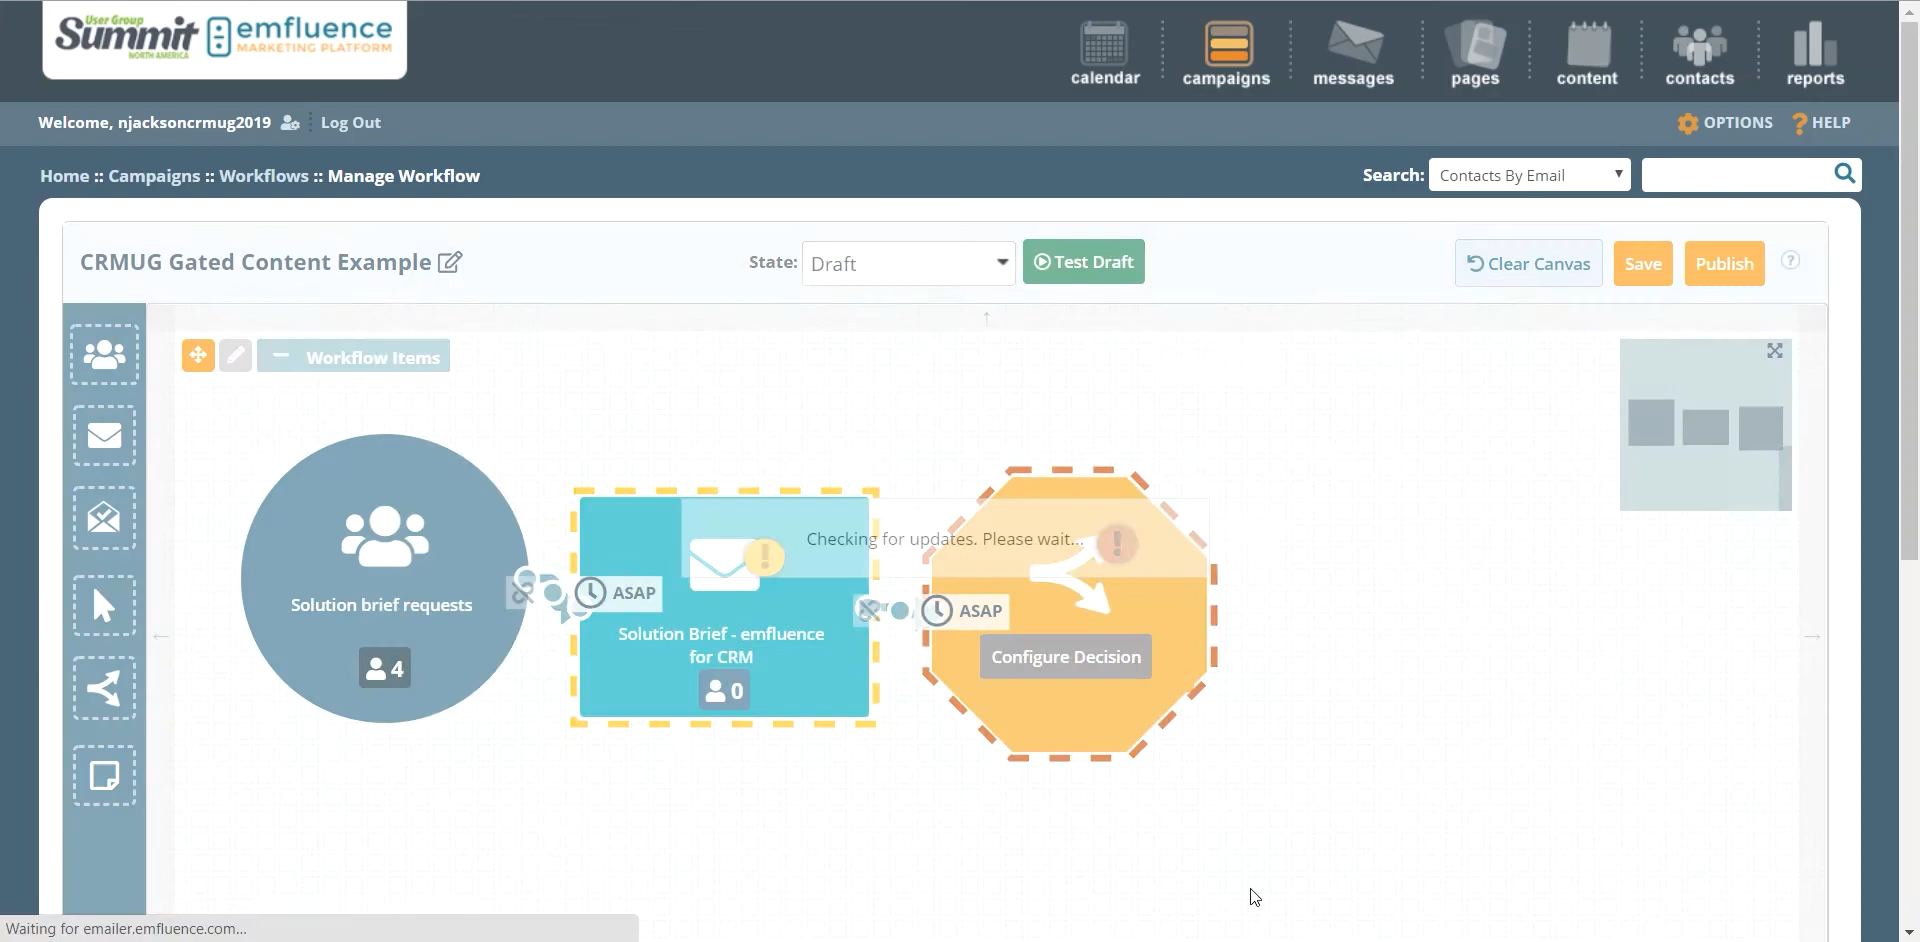 User Group
Summit
NORTH AMERICA
emfluence
MARKETING PLATFORM
calendar
campaigns
messages
pages
content
contacts
reports
Welcome, njacksoncrmug2019
Log Out
OPTIONS
HELP
Home :: Campaigns :: Workflows :: Manage Workflow
Search:
Contacts By Email
CRMUG Gated Content Example
State:
Draft
Test Draft
Clear Canvas
Save
Publish
?
Workflow Items
Checking for updates. Please wait...
Solution brief requests
4
ASAP
Solution Brief - emfluence
for CRM
0
ASAP
Configure Decision
Waiting for emailer.emfluence.com...